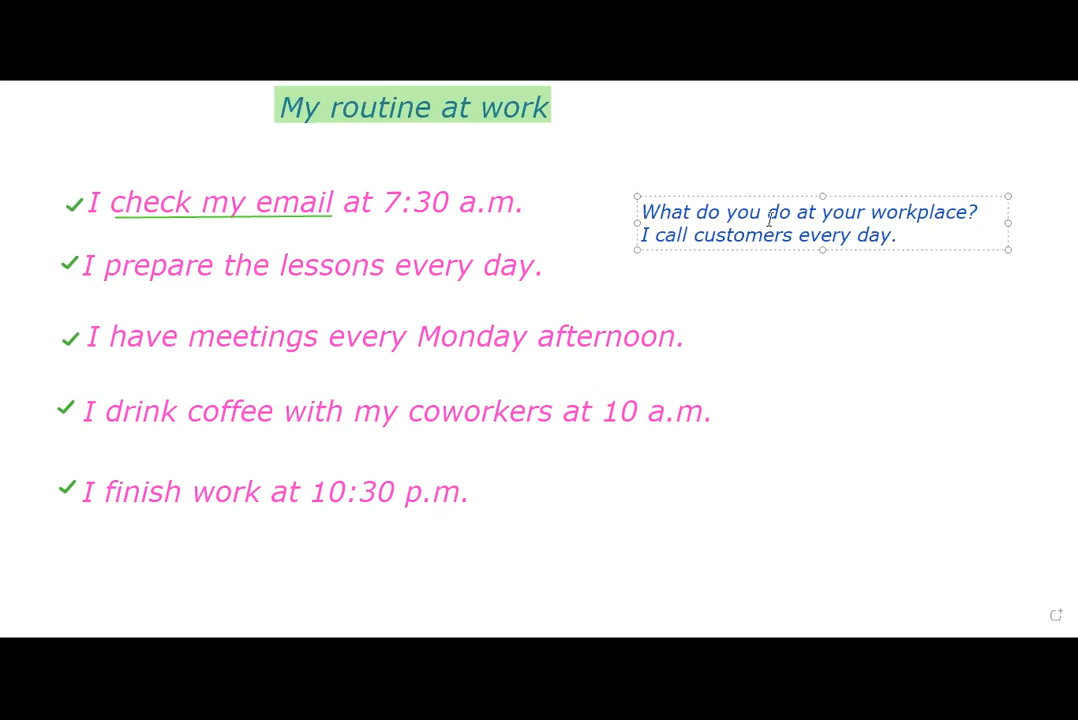 My routine at work
I check my email at 7:30 a.m.
What do you do at your workplace?
I call customers every day.
I prepare the lessons every day.
I have meetings every Monday afternoon.
I drink coffee with my coworkers at 10 a.m.
I finish work at 10:30 p.m.